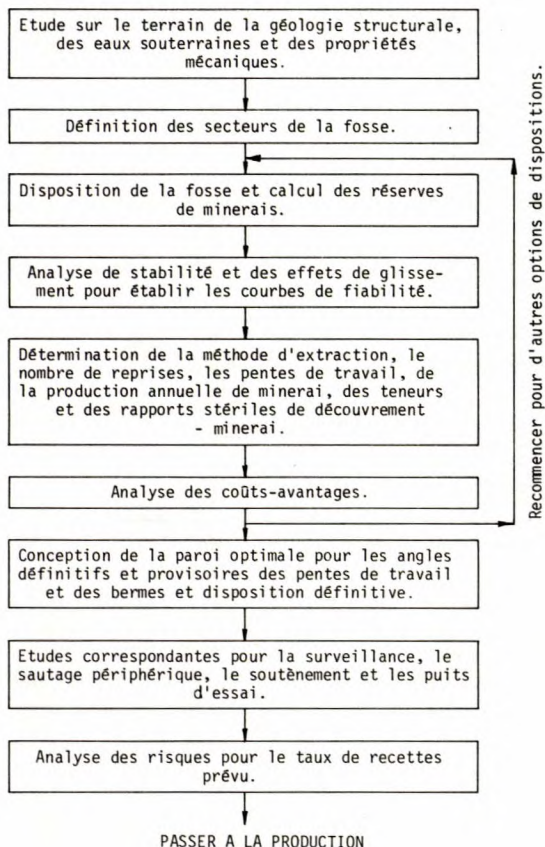 Etude sur le terrain de la géologie structurale,
des eaux souterraines et des propriétés
mécaniques.
Définition des secteurs de la fosse.
Disposition de la fosse et calcul des réserves
de minerais.
Analyse de stabilité et des effets de glisse-
ment pour établir les courbes de fiabilité.
Détermination de la méthode d'extraction, le
nombre de reprises, les pentes de travail, de
la production annuelle de minerai, des teneurs
et des rapports stériles de découvrement
- minerai.
Analyse des coûts-avantages.
Conception de la paroi optimale pour les angles
définitifs et provisoires des pentes de travail
et des bermes et disposition définitive.
Etudes correspondantes pour la surveillance, le
sautage périphérique, le soutènement et les puits
d'essai.
Analyse des risques pour le taux de recettes
prévu.
PASSER A LA PRODUCTION
Recommencer pour d'autres options de dispositions.